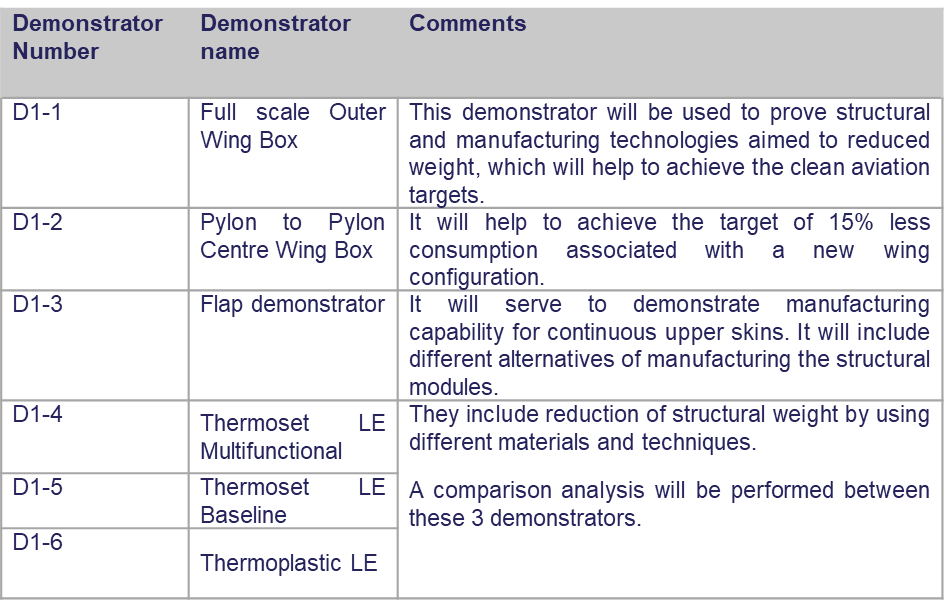 Demonstrator Number
Demonstrator name
Comments
D1-1
Full scale Outer
Wing Box
This demonstrator will be used to prove structural
and manufacturing technologies aimed to reduced
weight, which will help to achieve the clean aviation
targets.
D1-2
Pylon to Pylon
Centre Wing Box
It will help to achieve the target of 15% less
consumption associated with a new wing
configuration.
D1-3
Flap demonstrator
It will serve to demonstrate manufacturing
capability for continuous upper skins. It will include
different alternatives of manufacturing the structural
modules.
D1-4
Thermoset LE
Multifunctional
They include reduction of structural weight by using
different materials and techniques.
D1-5
Thermoset LE
Baseline
A comparison analysis will be performed between
these 3 demonstrators.
D1-6
Thermoplastic LE